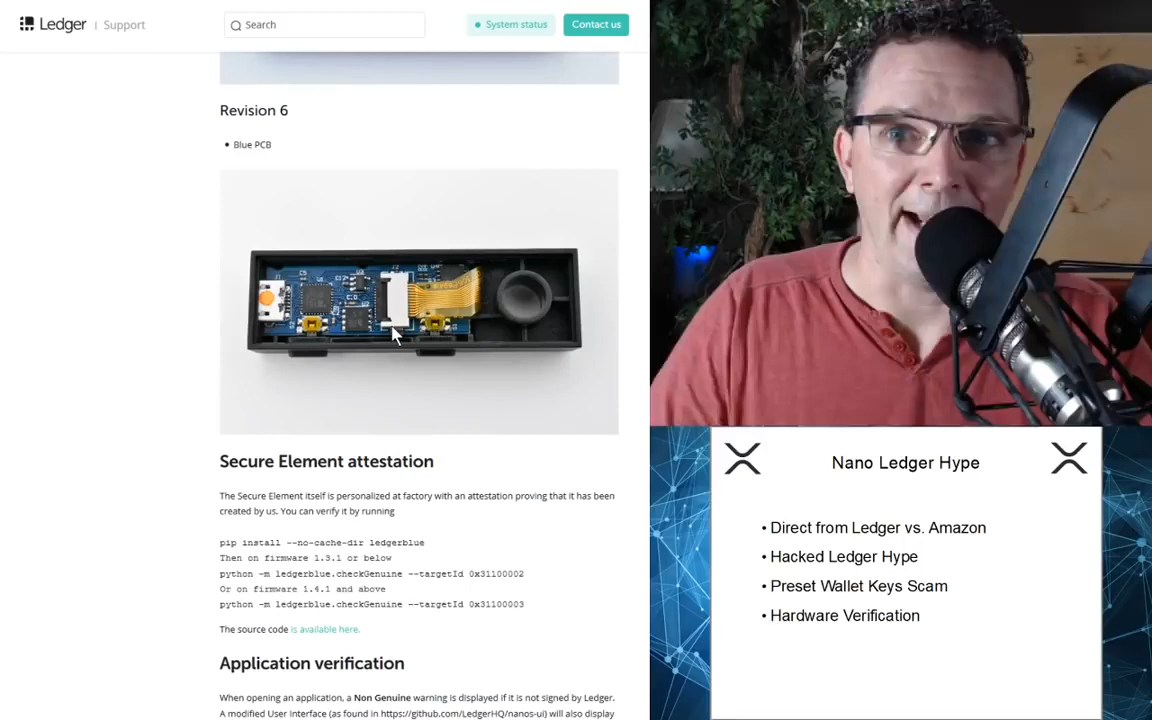 Ledger | Support
Search
System status
Contact us
Revision 6
• Blue PCB
Secure Element attestation
The Secure Element itself is personalized at factory with an attestation proving that it has been
created by us. You can verify it by running
pip install --no-cache-dir ledgerblue
Then on firmware 1.3.1 or below
python -m ledgerblue.checkGenuine --targetId 0x31100002
Or on firmware 1.4.1 and above
python -m ledgerblue.checkGenuine --targetId 0x31100003
The source code is available here.
Application verification
When opening an application, a Non Genuine warning is displayed if it is not signed by Ledger.
A modified User Interface (as found in https://github.com/LedgerHQ/nanos-ui) will also display
Nano Ledger Hype
• Direct from Ledger vs. Amazon
• Hacked Ledger Hype
• Preset Wallet Keys Scam
• Hardware Verification